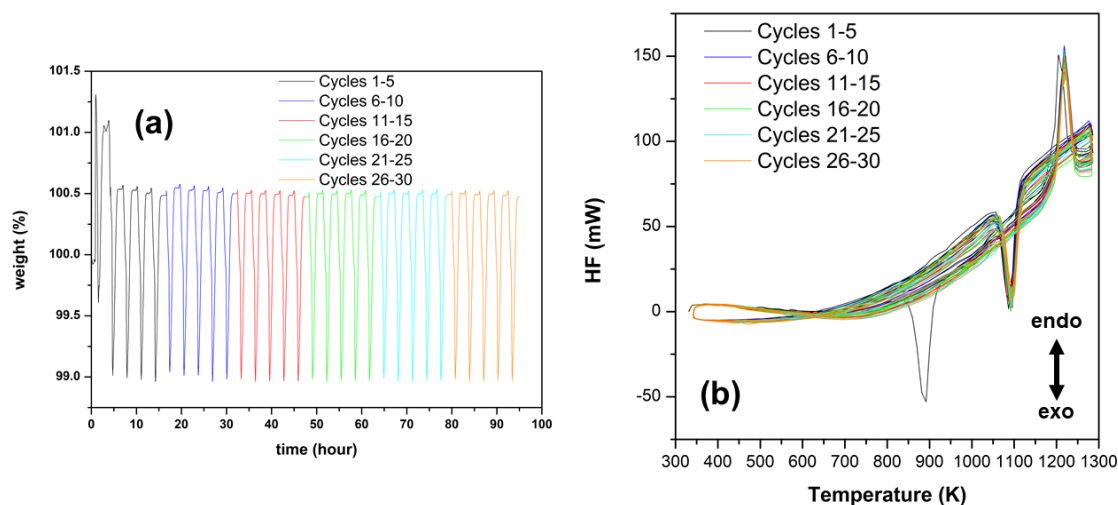 101.5
101.0
100.5
100.0
99.5
99.0
weight (%)
(a)
Cycles 1-5
Cycles 6-10
Cycles 11-15
Cycles 16-20
Cycles 21-25
Cycles 26-30
0 10 20 30 40 50 60 70 80 90 100
time (hour)
150
100
50
0
-50
HF (mW)
Cycles 1-5
Cycles 6-10
Cycles 11-15
Cycles 16-20
Cycles 21-25
Cycles 26-30
(b)
endo
exo
300 400 500 600 700 800 900 1000 1100 1200 1300
Temperature (K)